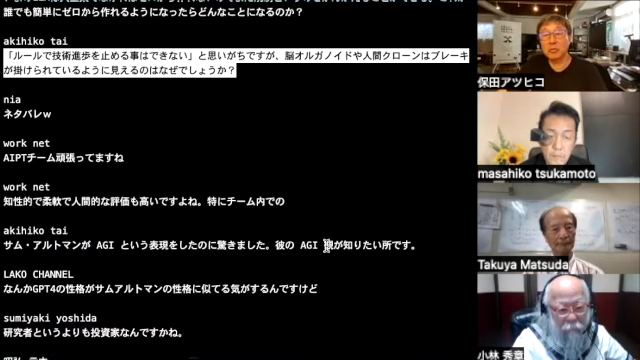 誰でも簡単にゼロから作れるようになったらどんなことになるのか？
akihiko tai
「ルールで技術進歩を止める事はできない」と思いがちですが、脳オルガノイドや人間クローンはブレーキ
が掛けられているように見えるのはなぜでしょうか？
nia
ネタバレｗ
work net
AIPTチーム頑張ってますね
work net
知性的で柔軟で人間的な評価も高いですよね。特にチーム内での
akihiko tai
サム・アルトマンが AGI という表現をしたのに驚きました。彼の AGI 観が知りたい所です。
LAKO CHANNEL
なんかGPT4の性格がサムアルトマンの性格に似てる気がするんですけど
sumiyaki yoshida
研究者というよりも投資家なんですかね。
保田アツヒコ
masahiko tsukamoto
Takuya Matsuda
小林 秀章